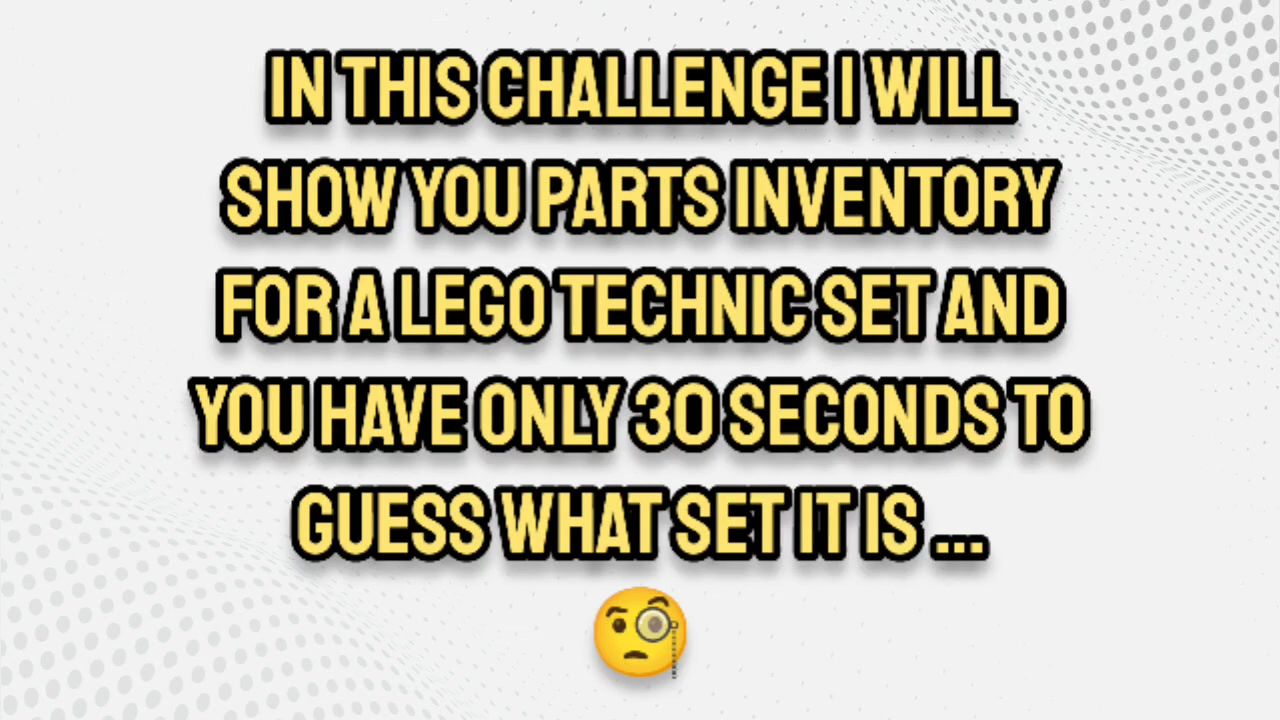 IN THIS CHALLENGE I WILL
SHOW YOU PARTS INVENTORY
FOR A LEGO TECHNIC SET AND
YOU HAVE ONLY 30 SECONDS TO
GUESS WHAT SET IT IS ...